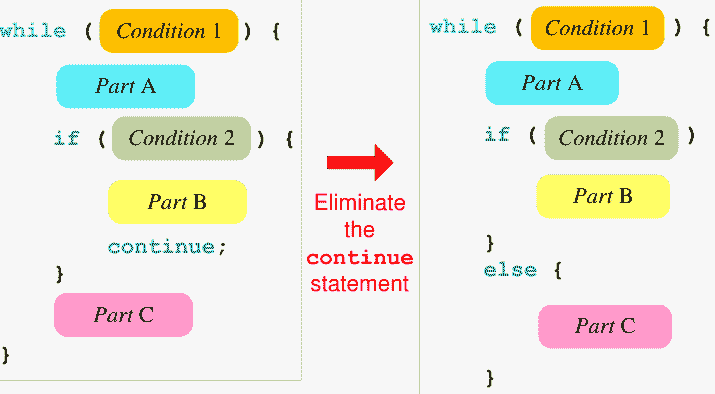 while ( Condition 1 ) {
Part A
if ( Condition 2 ) {
Part B
continue;
}
Part C
}
Eliminate
the
continue
statement
while ( Condition 1 ) {
Part A
if ( Condition 2 )
Part B
}
else {
Part C
}